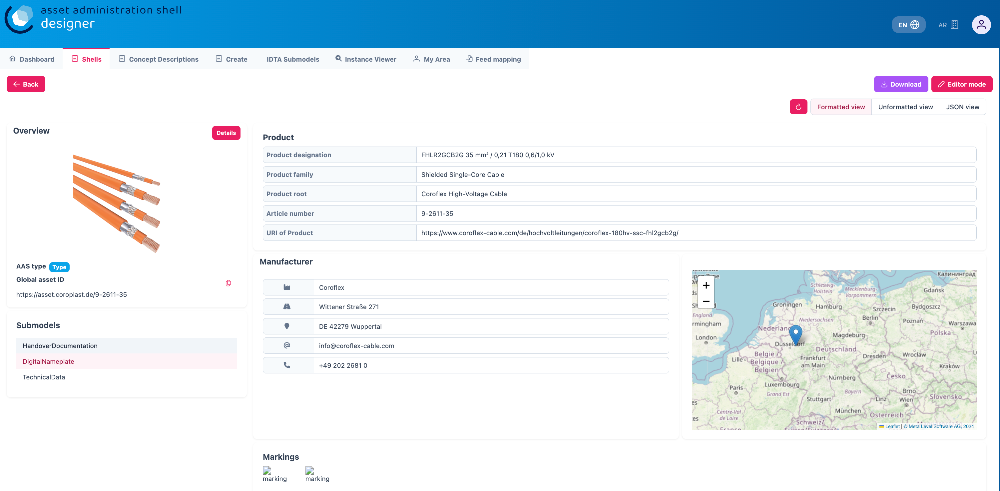 asset administration shell
designer
EN
AR
Dashboard
Shells
Concept Descriptions
Create
IDTA Submodels
Instance Viewer
My Area
Feed mapping
Back
Download
Editor mode
Formatted view
Unformatted view
JSON view
Overview
Details
AAS type
Type
Global asset ID
https://asset.coroplast.de/9-2611-35
Submodels
HandoverDocumentation
DigitalNameplate
TechnicalData
Product
Product designation
FHLR2GCB2G 35 mm² / 0,21 T180 0,6/1,0 kV
Product family
Shielded Single-Core Cable
Product root
Coroflex High-Voltage Cable
Article number
9-2611-35
URI of Product
https://www.coroflex-cable.com/de/hochvoltleitungen/coroflex-180hv-ssc-fhl2gcb2g/
Manufacturer
Coroflex
Wittener Straße 271
DE 42279 Wuppertal
info@coroflex-cable.com
+49 202 2681 0
+
−
Калининград
Schleswig-
Holstein
Mecklenburg-
Vorpommern
Gdańsk
Groningen
Hamburg
Szczecin
Bydgoszcz
England
Niedersachsen
Berlin
Poznań
Warszawa
rmingham
Nederland
Magdeburg
Polska
London
Düsseldorf
Deutschland
België /
Belgique /
Belgien
Lille
Frankfurt
am Main
Dresden
Wrocław
Kraków
Nürnberg
Česko
Luxembourg
Paris
Grand Est
Bayern
Brno
Stuttgart
Linz
Wien
Slovensko
München
Centre-Val
de Loire
Österreich
Schweiz/
Leaflet | © Meta Level Software AG, 2024
Markings
marking
marking